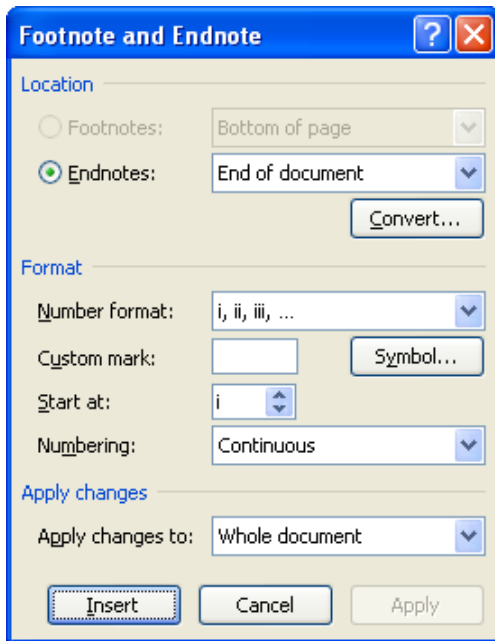 Footnote and Endnote
Location
Footnotes: Bottom of page
Endnotes: End of document
Convert...
Format
Number format: i, ii, iii, ...
Custom mark: Symbol...
Start at: i
Numbering: Continuous
Apply changes
Apply changes to: Whole document
Insert Cancel Apply